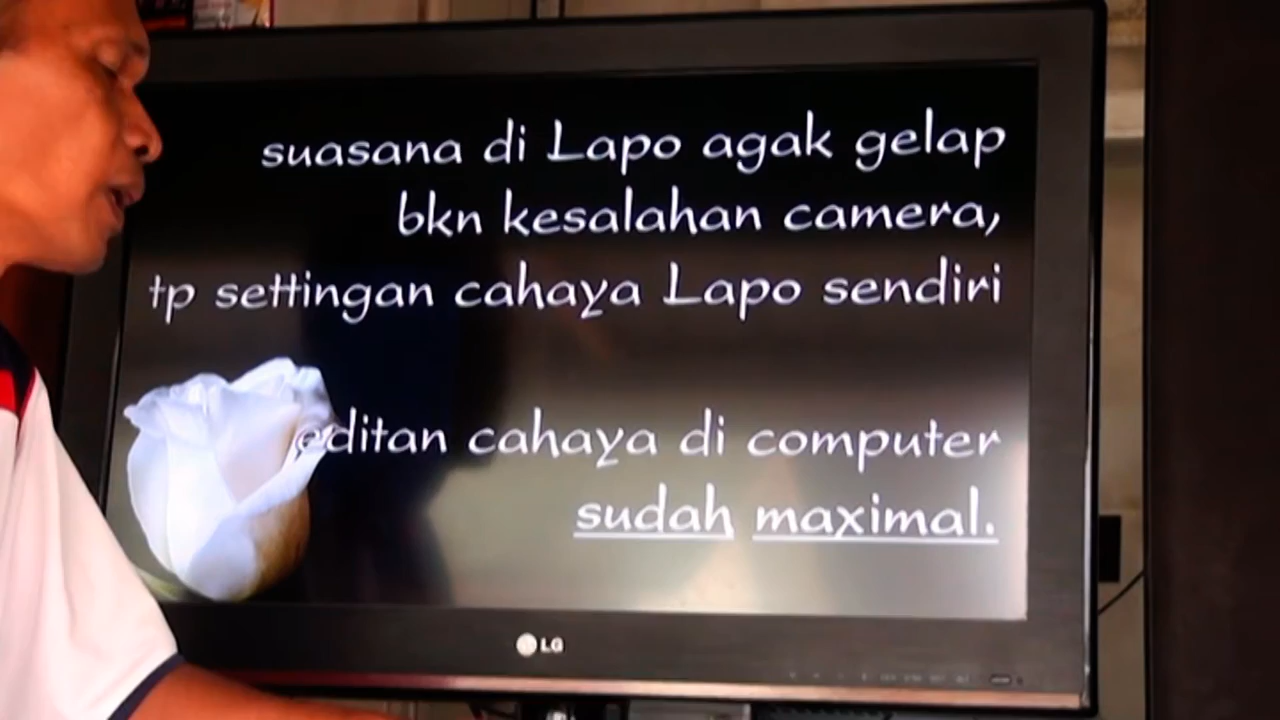 suasana di Lapo agak gelap
bkn kesalahan camera,
tp settingan cahaya Lapo sendiri
editan cahaya di computer
sudah maximal.
LG